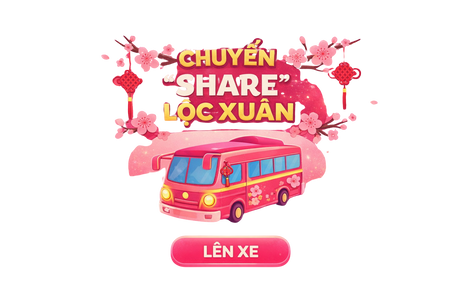 CHUYẾN
"SHARE"
LỘC XUÂN
LÊN XE